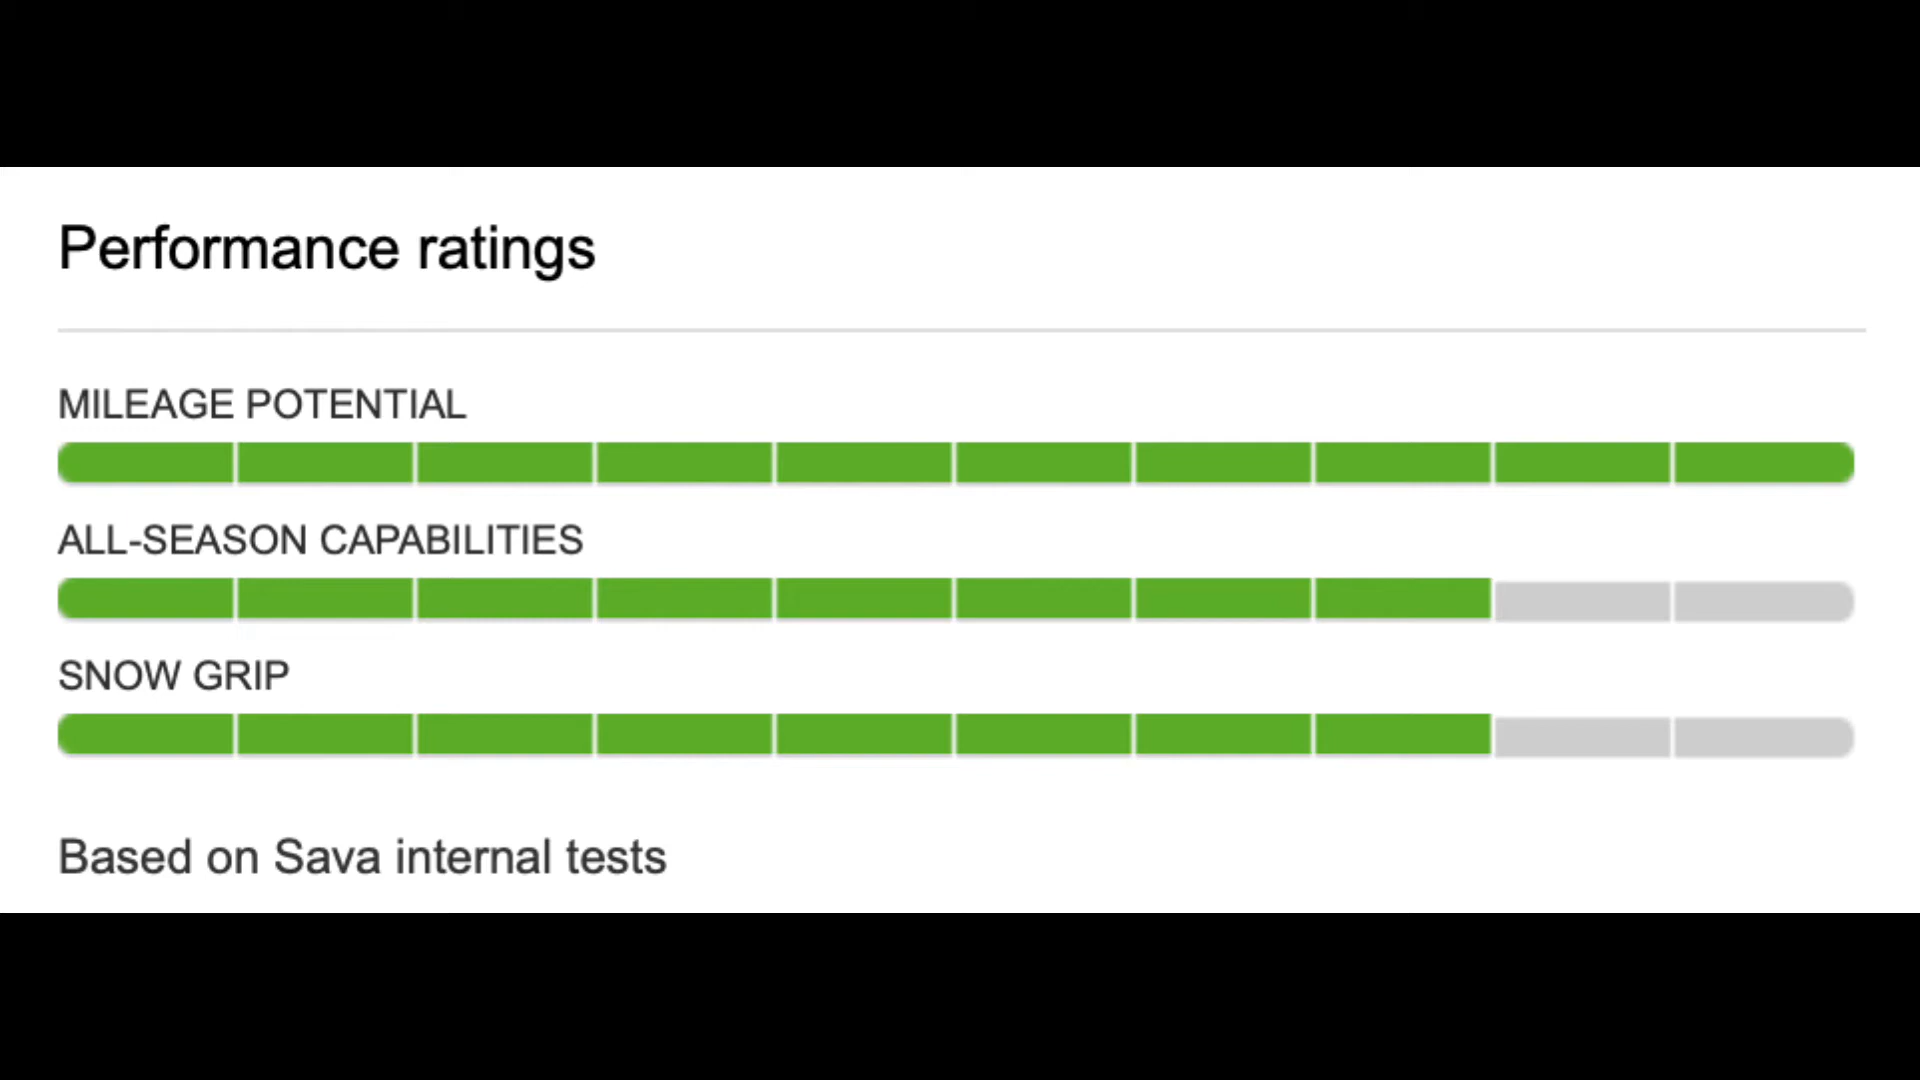 Performance ratings
MILEAGE POTENTIAL
ALL-SEASON CAPABILITIES
SNOW GRIP
Based on Sava internal tests